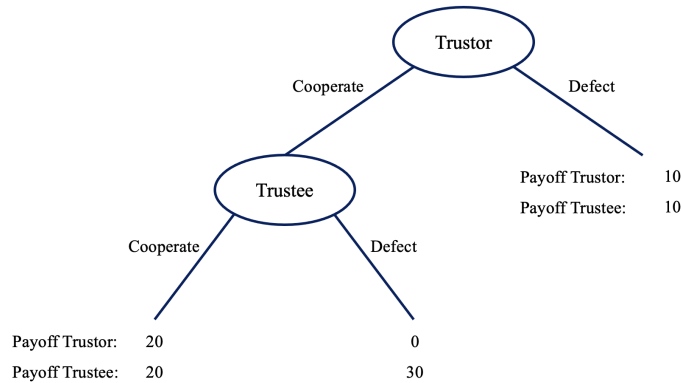 Trustor
Cooperate
Defect
Trustee
Payoff Trustor: 10
Payoff Trustee: 10
Cooperate
Defect
Payoff Trustor: 20 0
Payoff Trustee: 20 30